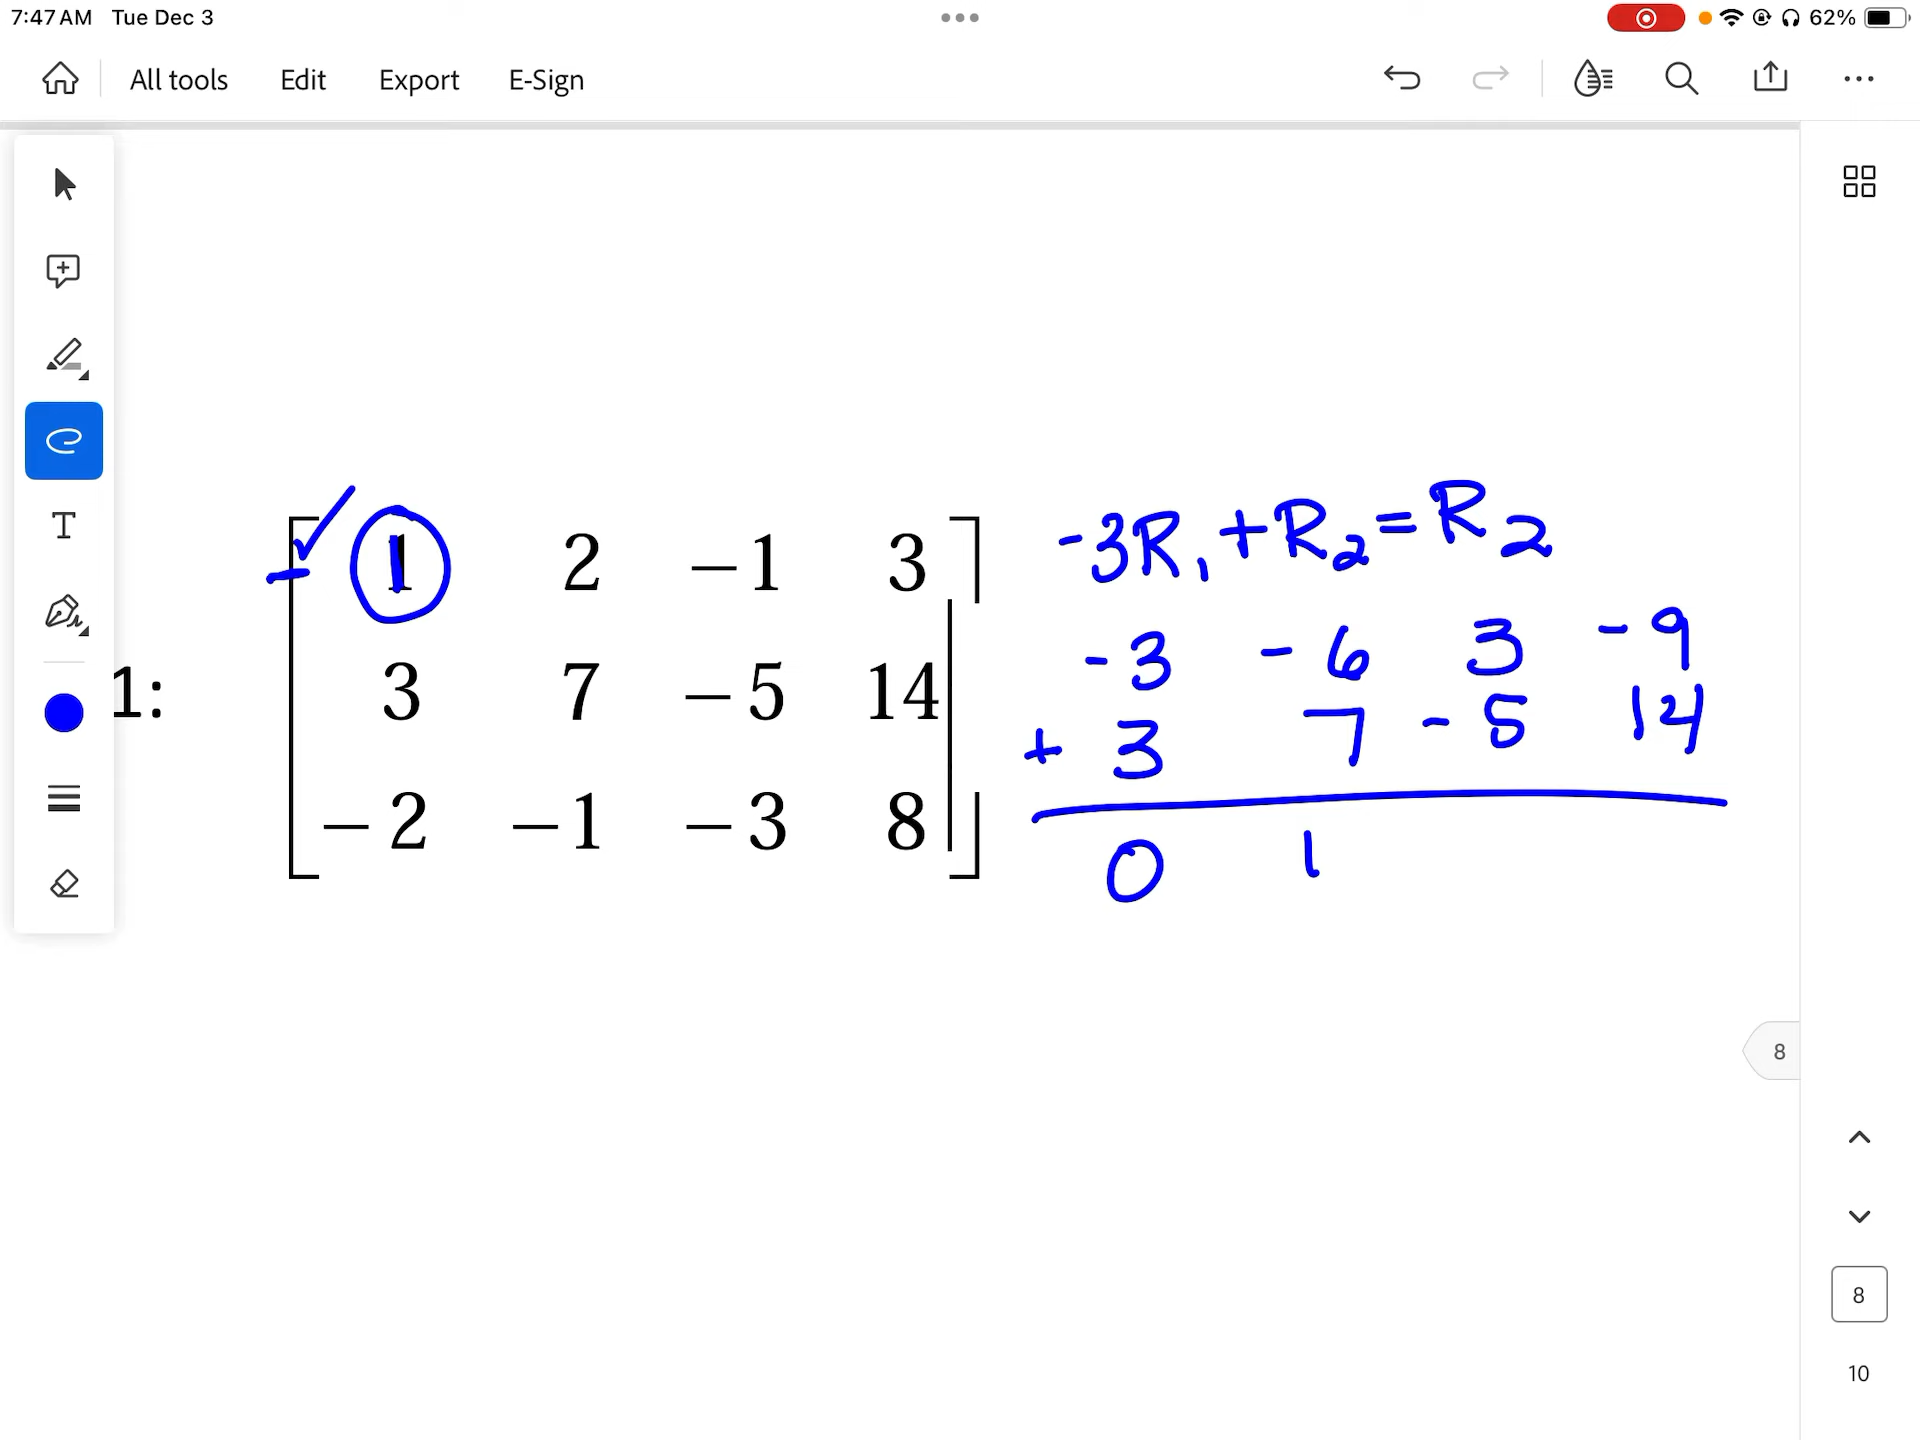 7:47 AM Tue Dec 3 62%
All tools Edit Export E-Sign
1 2 −1 3
3 7 −5 14
−2 −1 −3 8
1:
-3R₁+R₂=R₂
-3 -6 3 -9
+ 3 7 -5 14
0 1
T
8
8
10